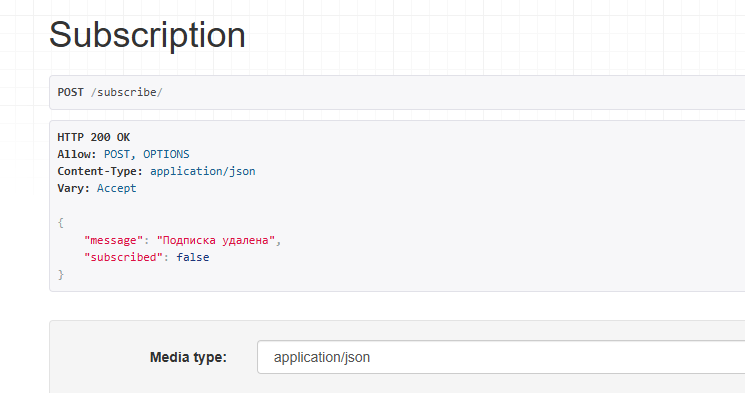 Subscription
POST /subscribe/
HTTP 200 OK
Allow: POST, OPTIONS
Content-Type: application/json
Vary: Accept
{
"message": "Подписка удалена",
"subscribed": false
}
Media type:
application/json